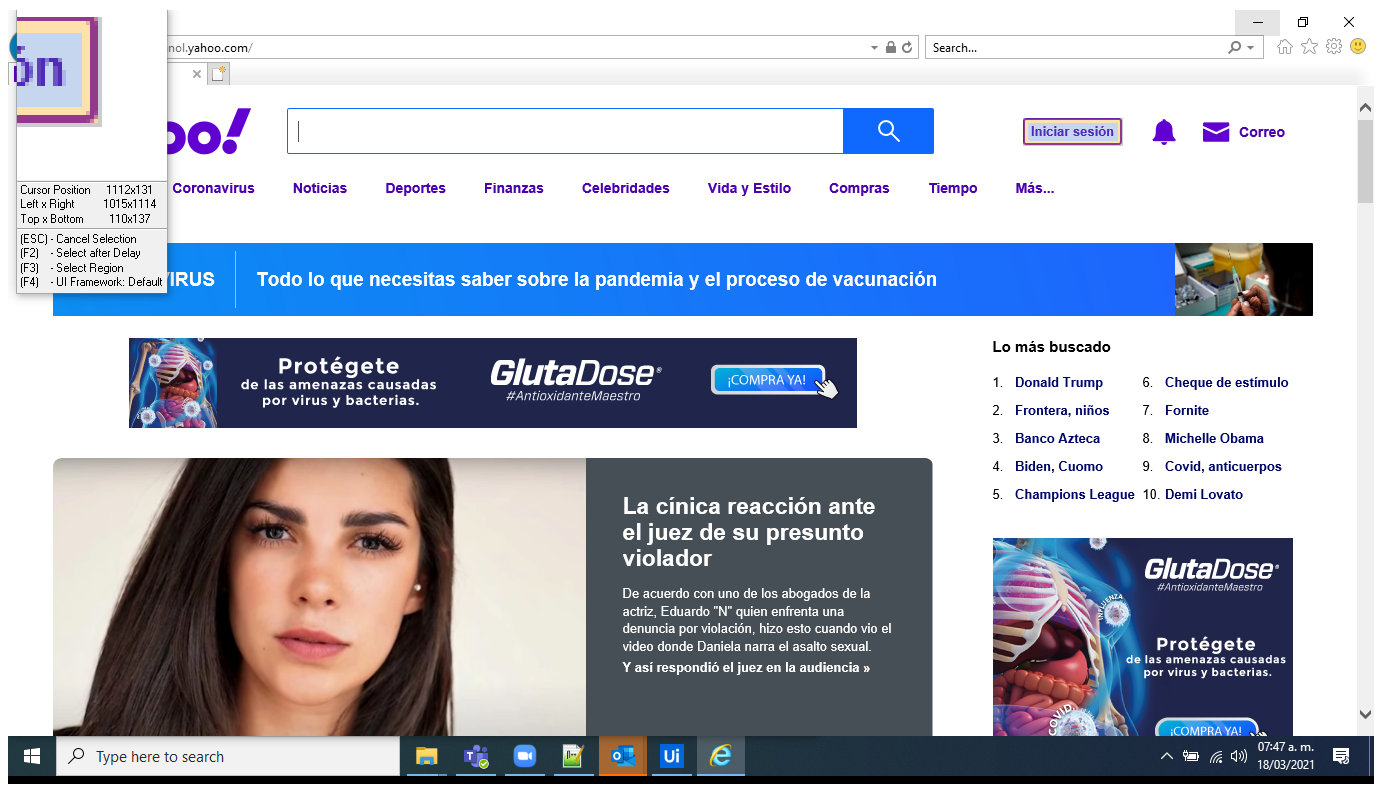 ón
nol.yahoo.com/
Search...
Cursor Position 1112x131
Left x Right 1015x1114
Top x Bottom 110x137
(ESC) - Cancel Selection
(F2) - Select after Delay
(F3) - Select Region
(F4) - UI Framework: Default
oo!
Iniciar sesión
Correo
Coronavirus Noticias Deportes Finanzas Celebridades Vida y Estilo Compras Tiempo Más...
IRUS
Todo lo que necesitas saber sobre la pandemia y el proceso de vacunación
Protégete
de las amenazas causadas
por virus y bacterias.
GlutaDose®
#AntioxidanteMaestro
¡COMPRA YA!
Lo más buscado
1. Donald Trump
2. Frontera, niños
3. Banco Azteca
4. Biden, Cuomo
5. Champions League
6. Cheque de estímulo
7. Fornite
8. Michelle Obama
9. Covid, anticuerpos
10. Demi Lovato
La cínica reacción ante
el juez de su presunto
violador
De acuerdo con uno de los abogados de la
actriz, Eduardo "N" quien enfrenta una
denuncia por violación, hizo esto cuando vio el
video donde Daniela narra el asalto sexual.
Y así respondió el juez en la audiencia »
GlutaDose®
#AntioxidanteMaestro
INFLUENZA
Protégete
de las amenazas causadas
por virus y bacterias.
COVID
¡COMPRA YA!
Type here to search
Ui
07:47 a. m.
18/03/2021